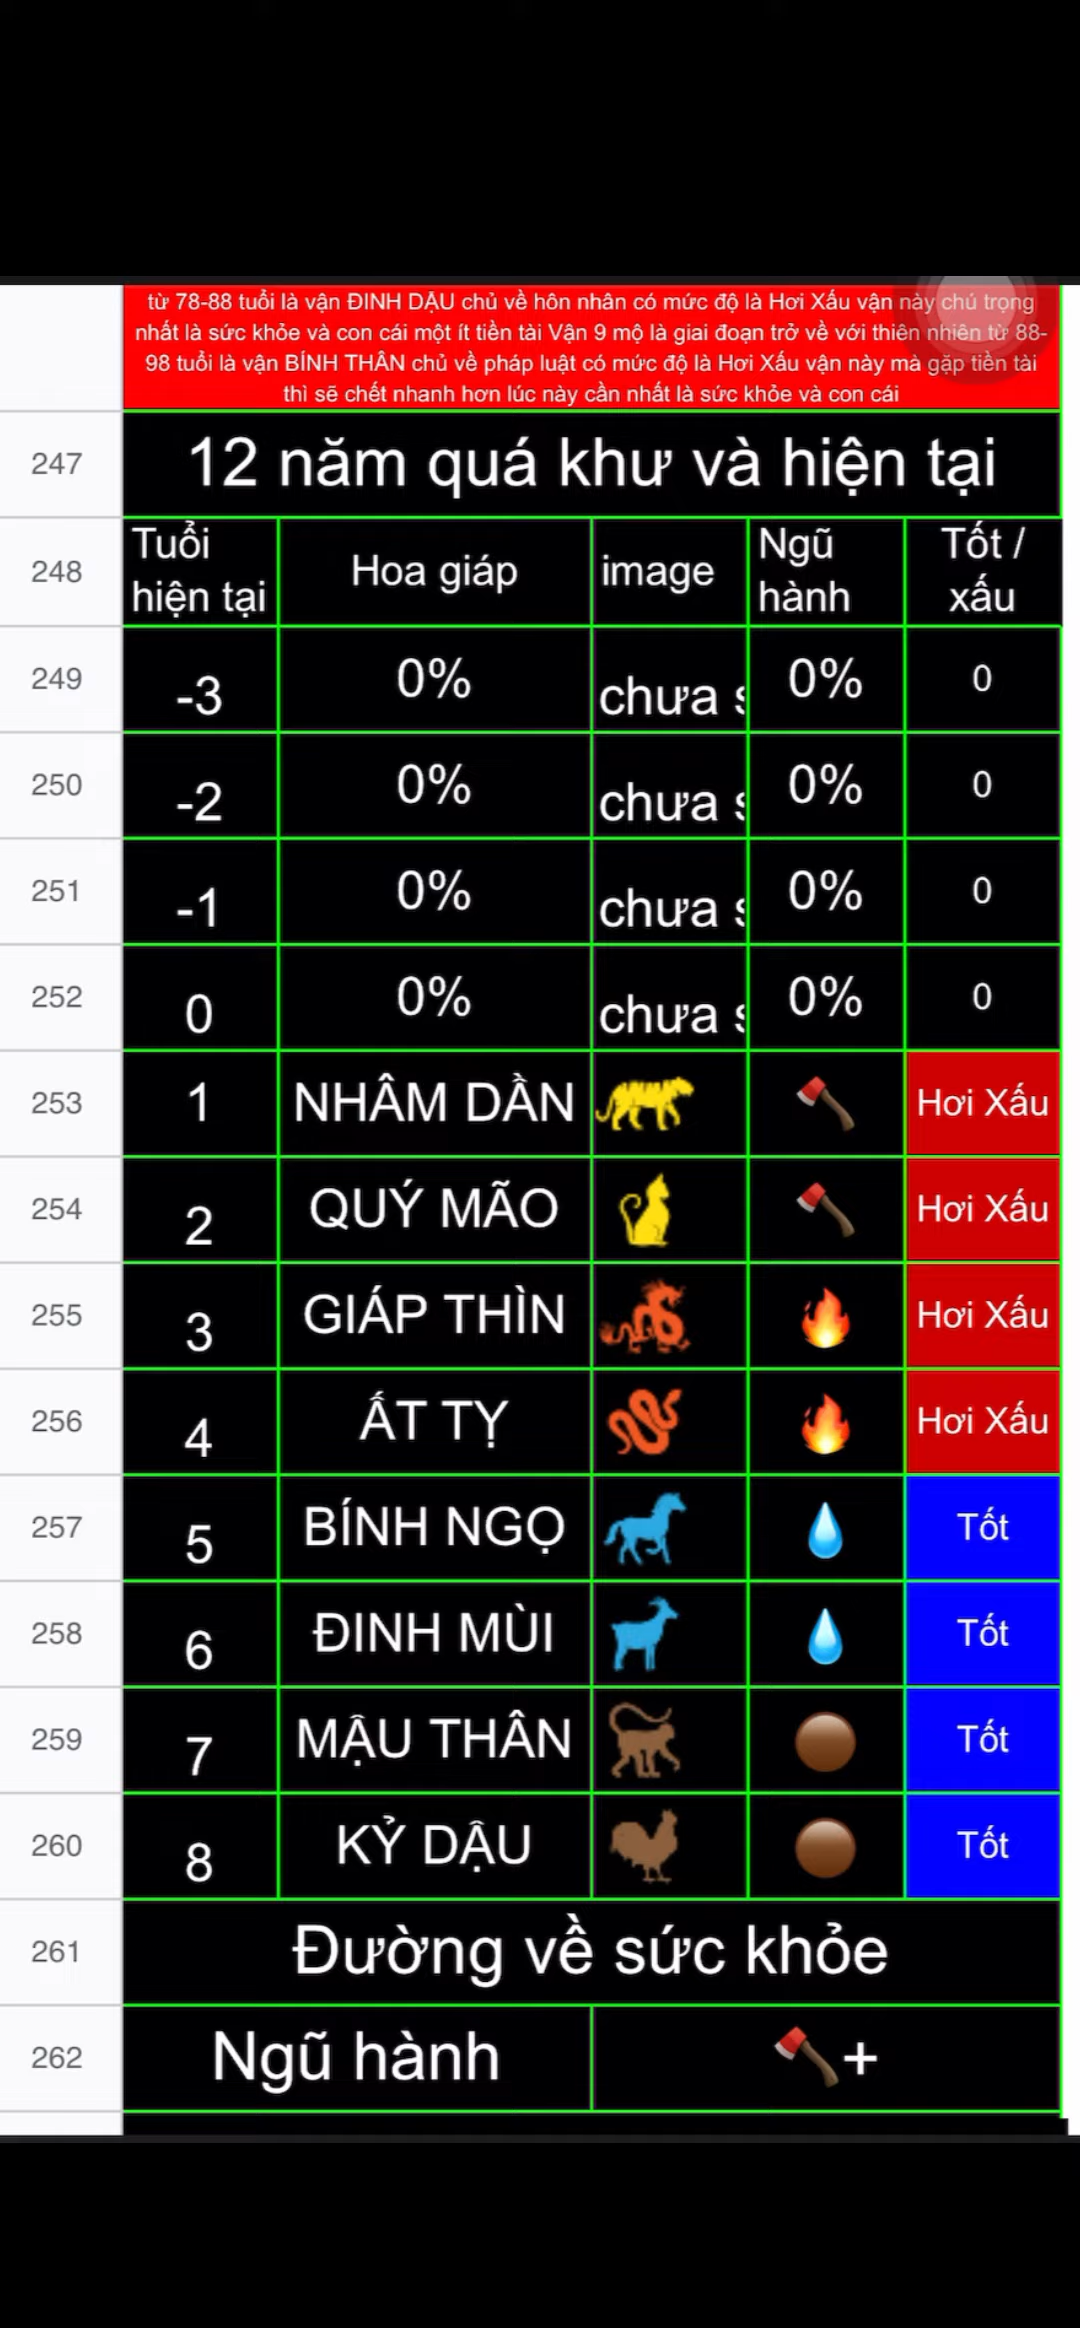 từ 78-88 tuổi là vận ĐINH DẬU chủ về hôn nhân có mức độ là Hơi Xấu vận này chú trọng
nhất là sức khỏe và con cái một ít tiền tài Vận 9 mộ là giai đoạn trở về với thiên nhiên từ 88-
98 tuổi là vận BÍNH THÂN chủ về pháp luật có mức độ là Hơi Xấu vận này mà gặp tiền tài
thì sẽ chết nhanh hơn lúc này cần nhất là sức khỏe và con cái
247 12 năm quá khư và hiện tại
248 Tuổi hiện tại Hoa giáp image Ngũ hành Tốt / xấu
249 -3 0% chưa s 0% 0
250 -2 0% chưa s 0% 0
251 -1 0% chưa s 0% 0
252 0 0% chưa s 0% 0
253 1 NHÂM DẦN Hơi Xấu
254 2 QUÝ MÃO Hơi Xấu
255 3 GIÁP THÌN Hơi Xấu
256 4 ẤT TỴ Hơi Xấu
257 5 BÍNH NGỌ Tốt
258 6 ĐINH MÙI Tốt
259 7 MẬU THÂN Tốt
260 8 KỶ DẬU Tốt
261 Đường về sức khỏe
262 Ngũ hành +